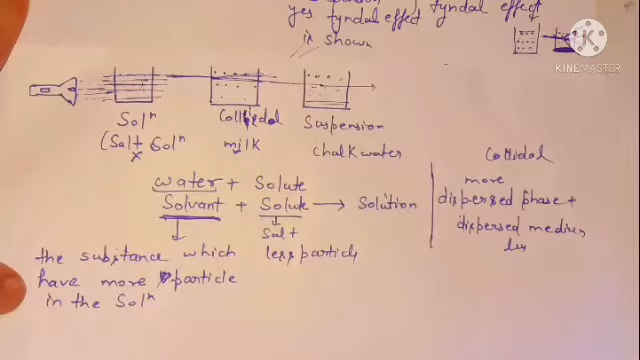 yes tyndal effect tyndal effect
is shown
KINEMASTER
Solⁿ
(Salt Solⁿ
Colloidal
milk
Suspension
chalk water
water + Solute
Solvant + Solute → Solution
Salt
less particle
the substance which
have more particle
in the Solⁿ
Colloidal
more
dispersed phase +
dispersed medium